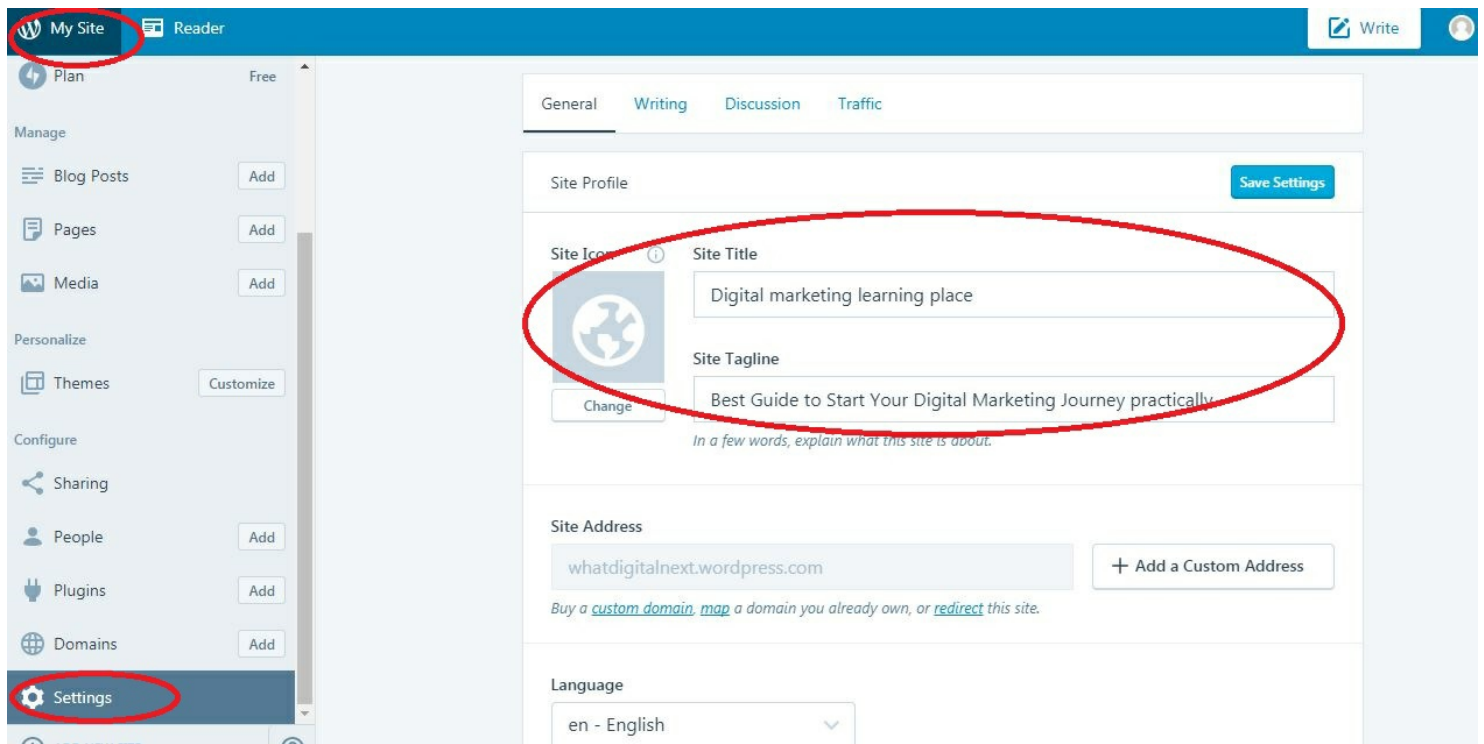 My Site
Reader
Write
Plan
Free
Manage
Blog Posts
Add
Pages
Add
Media
Add
Personalize
Themes
Customize
Configure
Sharing
People
Add
Plugins
Add
Domains
Add
Settings
General Writing Discussion Traffic
Site Profile
Save Settings
Site Icon
Change
Site Title
Digital marketing learning place
Site Tagline
Best Guide to Start Your Digital Marketing Journey practically
In a few words, explain what this site is about.
Site Address
whatdigitalnext.wordpress.com
+ Add a Custom Address
Buy a custom domain, map a domain you already own, or redirect this site.
Language
en - English